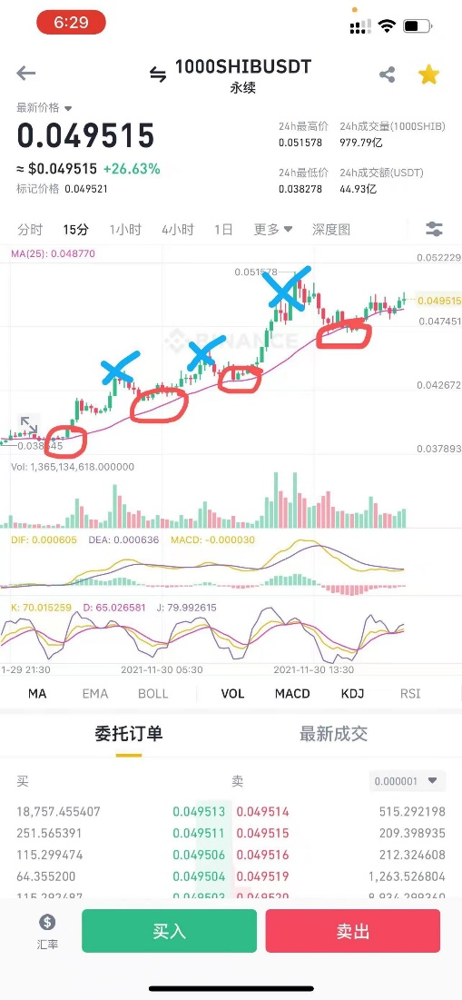 6:29
1000SHIBUSDT
永续
最新价格
0.049515
≈ $0.049515 +26.63%
标记价格 0.049521
24h最高价 24h成交量(1000SHIB)
0.051578 979.79亿
24h最低价 24h成交额(USDT)
0.038278 44.93亿
分时 15分 1小时 4小时 1日 更多 深度图
MA(25): 0.048770
0.052229
0.051578
0.049515
0.047451
BINANCE
0.042672
0.037893
Vol: 1,365,134,618.000000
DIF: 0.000605 DEA: 0.000636 MACD: -0.000030
K: 70.016259 D: 65.026581 J: 79.992615
1-29 21:30 2021-11-30 05:30 2021-11-30 13:30
MA EMA BOLL VOL MACD KDJ RSI
委托订单 最新成交
买 卖 0.000001
18,757.455407 0.049513 0.049514 515.292198
251.565391 0.049511 0.049515 209.398935
115.299474 0.049506 0.049516 212.324608
64.355200 0.049504 0.049519 1,263.526804
115.292487 0.049503 0.049520
汇率 买入 卖出